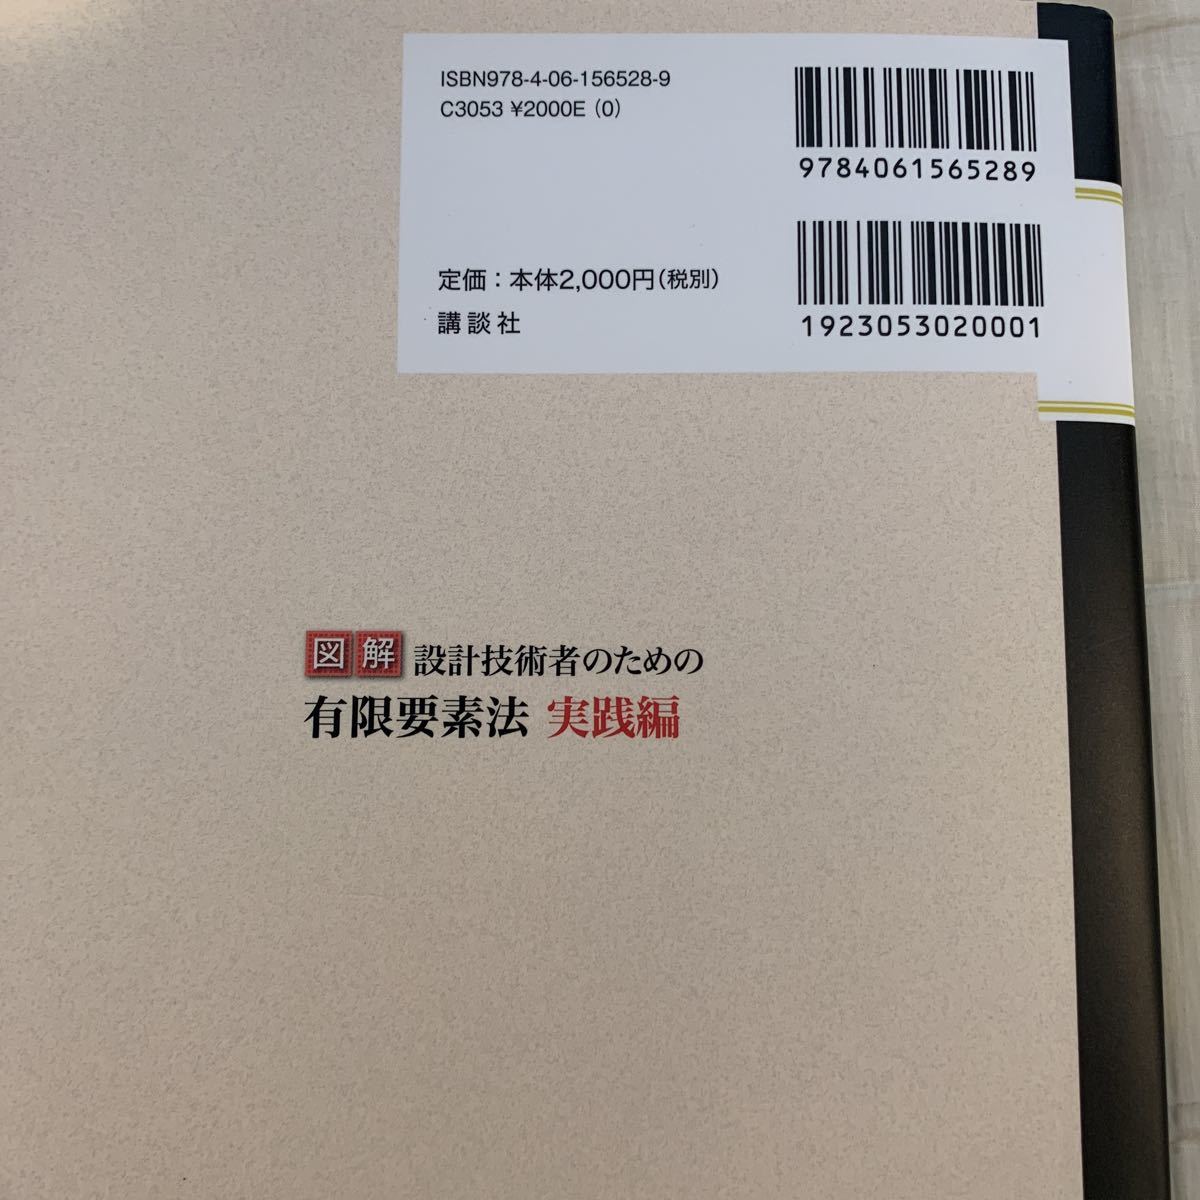 ISBN978-4-06-156528-9
C3053 ¥2000E (0)
9784061565289
定価：本体2,000円（税別）
講談社
1923053020001
図解 設計技術者のための
有限要素法 実践編